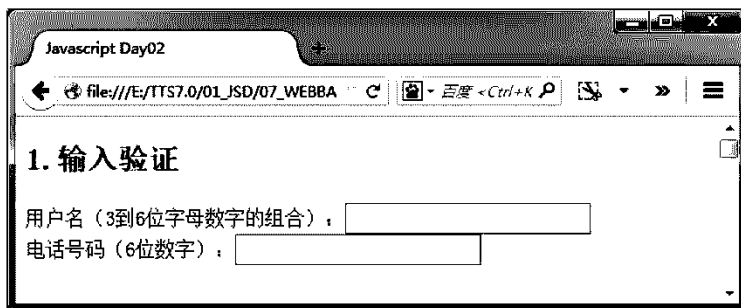 Javascript Day02
file:///E:/TTS7.0/01_JSD/07_WEBBA
百度 <Ctrl+K
1. 输入验证
用户名（3到6位字母数字的组合）：
电话号码（6位数字）：